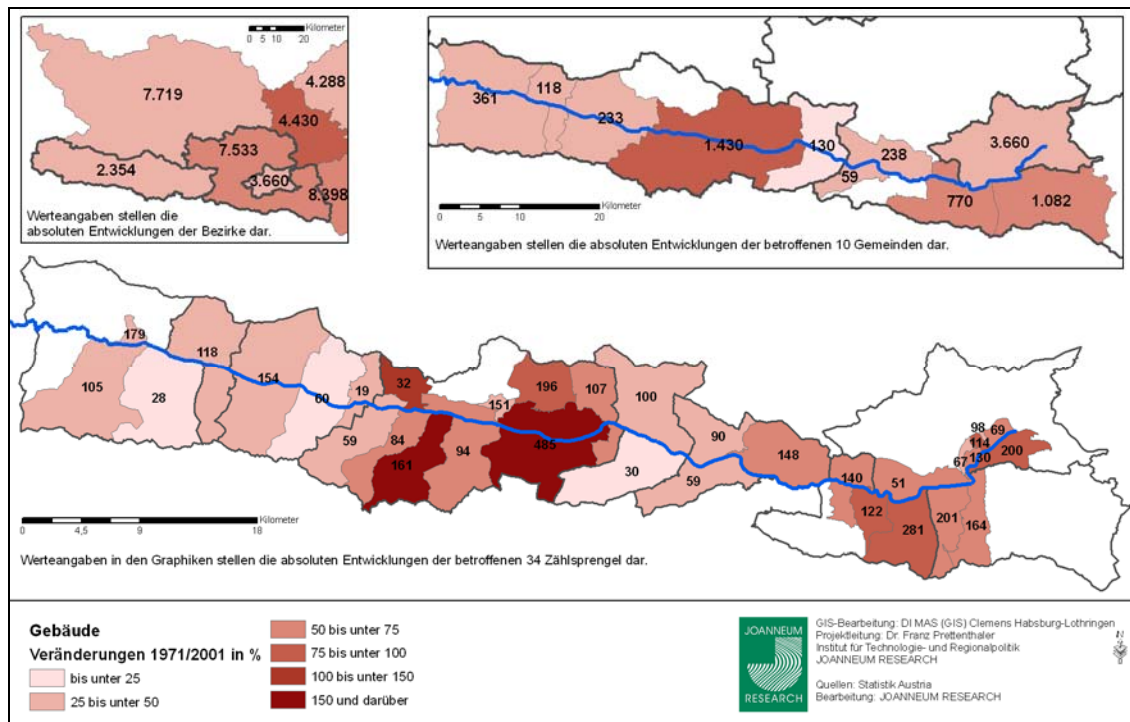 Kilometer
0 5 10 20
7.719
4.288
4.430
7.533
2.354
3.660
8.398
Werteangaben stellen die
absoluten Entwicklungen der Bezirke dar.
361
118
233
1.430
130
238
59
3.660
770
1.082
Kilometer
0 5 10 20
Werteangaben stellen die absoluten Entwicklungen der betroffenen 10 Gemeinden dar.
179
105
28
118
154
60
19
32
59
84
161
94
151
196
485
107
100
30
90
59
148
140
122
51
281
201
164
98
69
114
130
67
200
Kilometer
0 4,5 9 18
Werteangaben in den Graphiken stellen die absoluten Entwicklungen der betroffenen 34 Zählsprengel dar.
Gebäude
Veränderungen 1971/2001 in %
bis unter 25
25 bis unter 50
50 bis unter 75
75 bis unter 100
100 bis unter 150
150 und darüber
JOANNEUM
RESEARCH
GIS-Bearbeitung: DI MAS (GIS) Clemens Habsburg-Lothringen
Projektleitung: Dr. Franz Prettenthaler
Institut für Technologie- und Regionalpolitik
JOANNEUM RESEARCH
Quellen: Statistik Austria
Bearbeitung: JOANNEUM RESEARCH
N